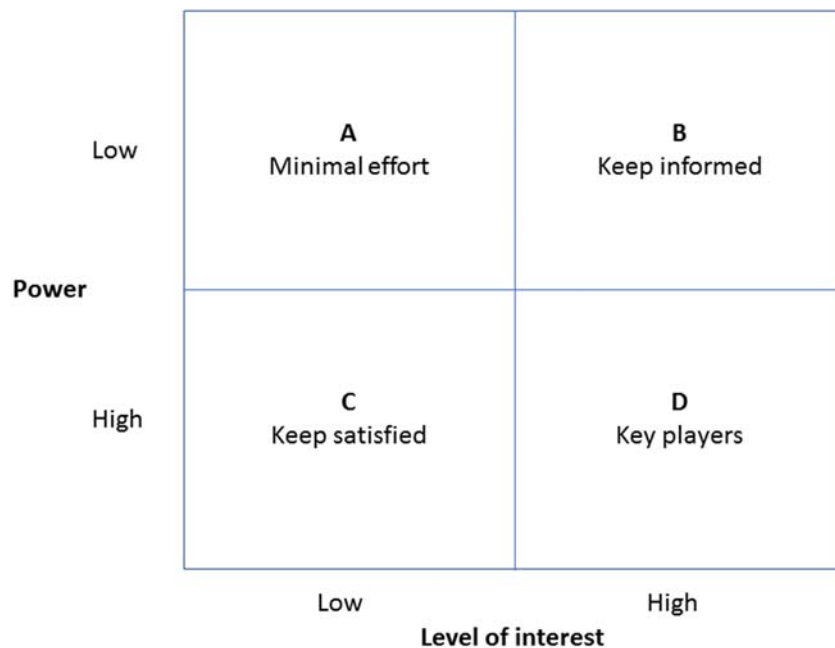 A
Minimal effort
B
Keep informed
Low
Power
C
Keep satisfied
D
Key players
High
Low
High
Level of interest